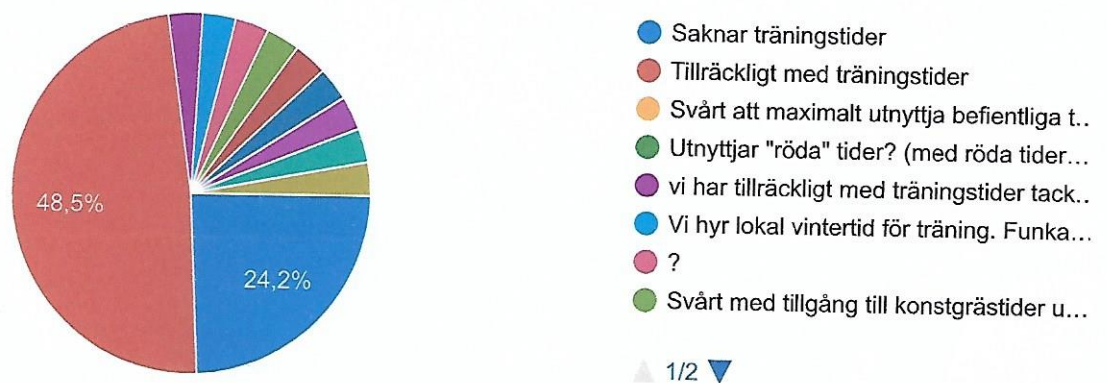 48,5%
24,2%
Saknar träningstider
Tillräckligt med träningstider
Svårt att maximalt utnyttja befientliga t..
Utnyttjar "röda" tider? (med röda tider...
vi har tillräckligt med träningstider tack..
Vi hyr lokal vintertid för träning. Funka...
?
Svårt med tillgång till konstgrästider u...
1/2